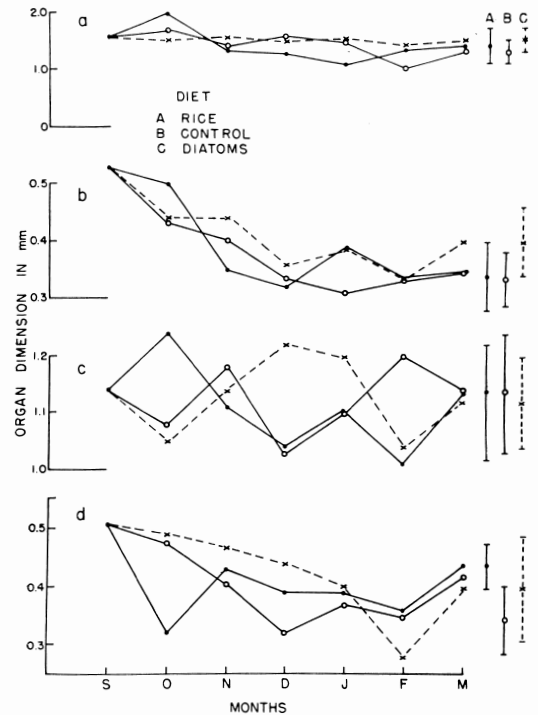 a
2.0
1.0
0
A B C
DIET
A RICE
B CONTROL
C DIATOMS
b
0.5
0.4
0.3
ORGAN DIMENSION IN mm
c
1.2
1.1
1.0
d
0.5
0.4
0.3
S O N D J F M
MONTHS